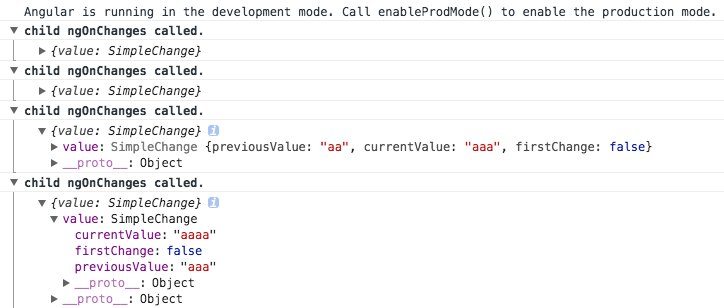 Angular is running in the development mode. Call enableProdMode() to enable the production mode.
▼ child ngOnChanges called.
▶ {value: SimpleChange}
▼ child ngOnChanges called.
▶ {value: SimpleChange}
▼ child ngOnChanges called.
▼ {value: SimpleChange} i
▶ value: SimpleChange {previousValue: "aa", currentValue: "aaa", firstChange: false}
▶ __proto__: Object
▼ child ngOnChanges called.
▼ {value: SimpleChange} i
▼ value: SimpleChange
currentValue: "aaaa"
firstChange: false
previousValue: "aaa"
▶ __proto__: Object
▶ __proto__: Object